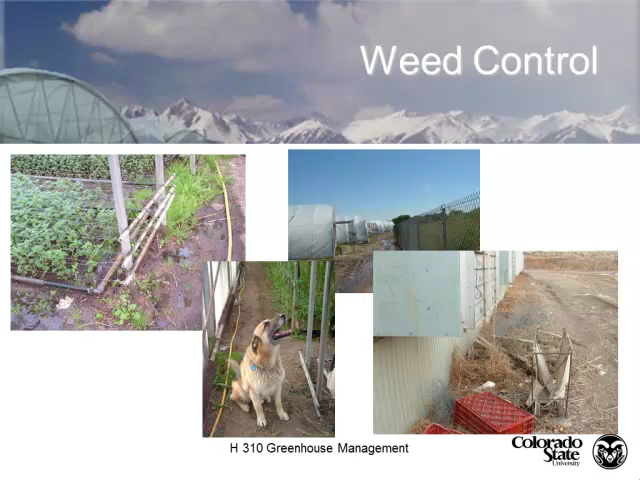 Weed Control
H 310 Greenhouse Management
Colorado
State
University